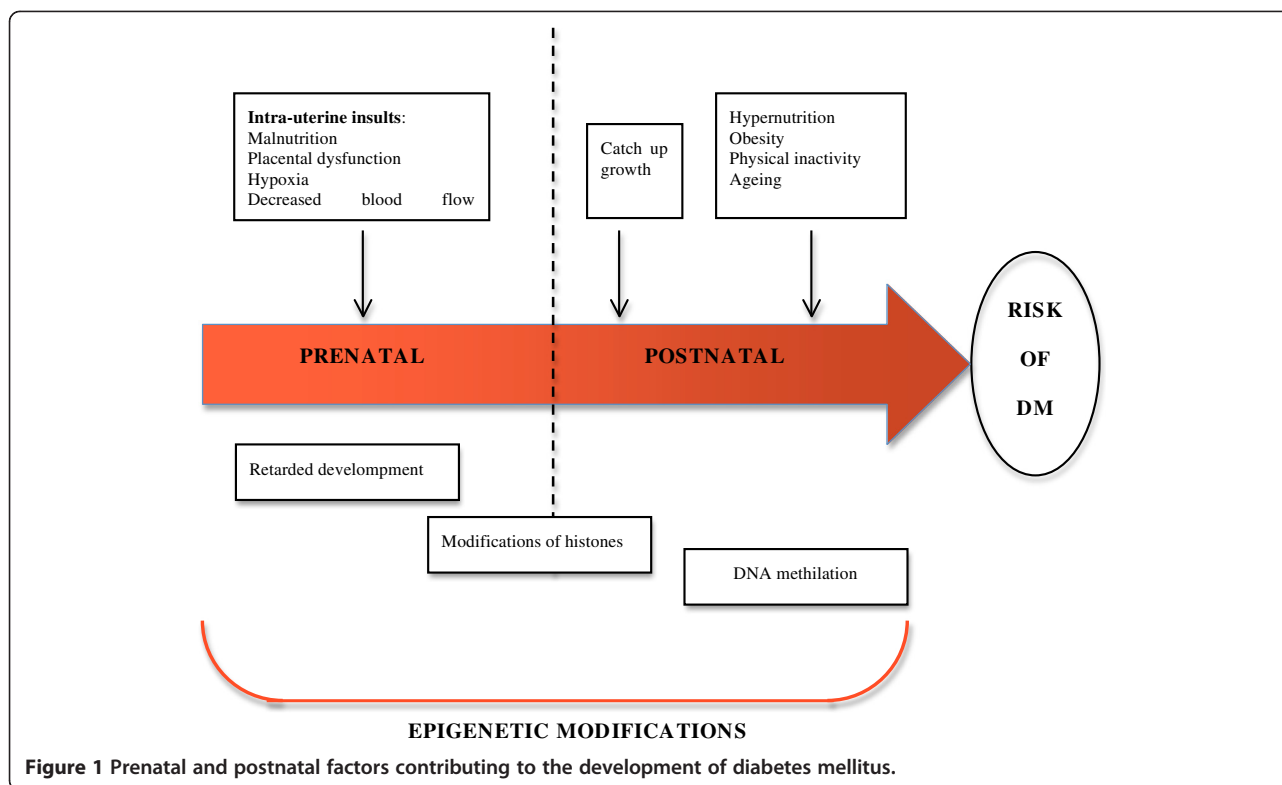 Intra-uterine insults:
Malnutrition
Placental dysfunction
Hypoxia
Decreased blood flow
Catch up
growth
Hypernutrition
Obesity
Physical inactivity
Ageing
PRENATAL
POSTNATAL
RISK
OF
DM
Retarded develompment
Modifications of histones
DNA methilation
EPIGENETIC MODIFICATIONS
Figure 1 Prenatal and postnatal factors contributing to the development of diabetes mellitus.